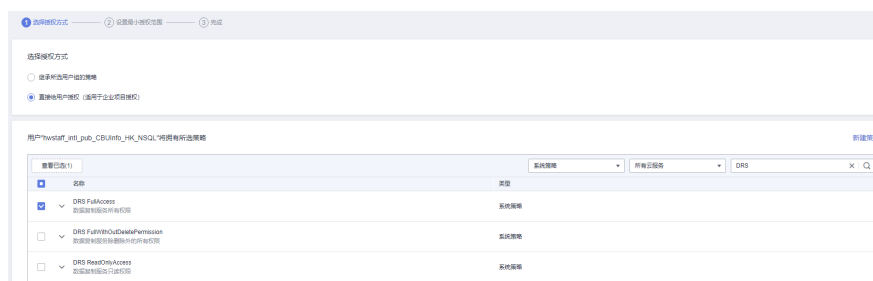 1 选择授权方式 2 设置最小授权范围 3 完成
选择授权方式
继承所选用户组的策略
直接给用户授权（适用于企业项目授权）
用户"hwstaff_intl_pub_CBUInfo_HK_NSQL"将拥有所选策略 新建策
查看已选(1) 系统策略 所有云服务 DRS
名称 类型
DRS FullAccess 系统策略
数据复制服务所有权限
DRS FullWithOutDeletePermission 系统策略
数据复制服务除删除外的所有权限
DRS ReadOnlyAccess 系统策略
数据复制服务只读权限